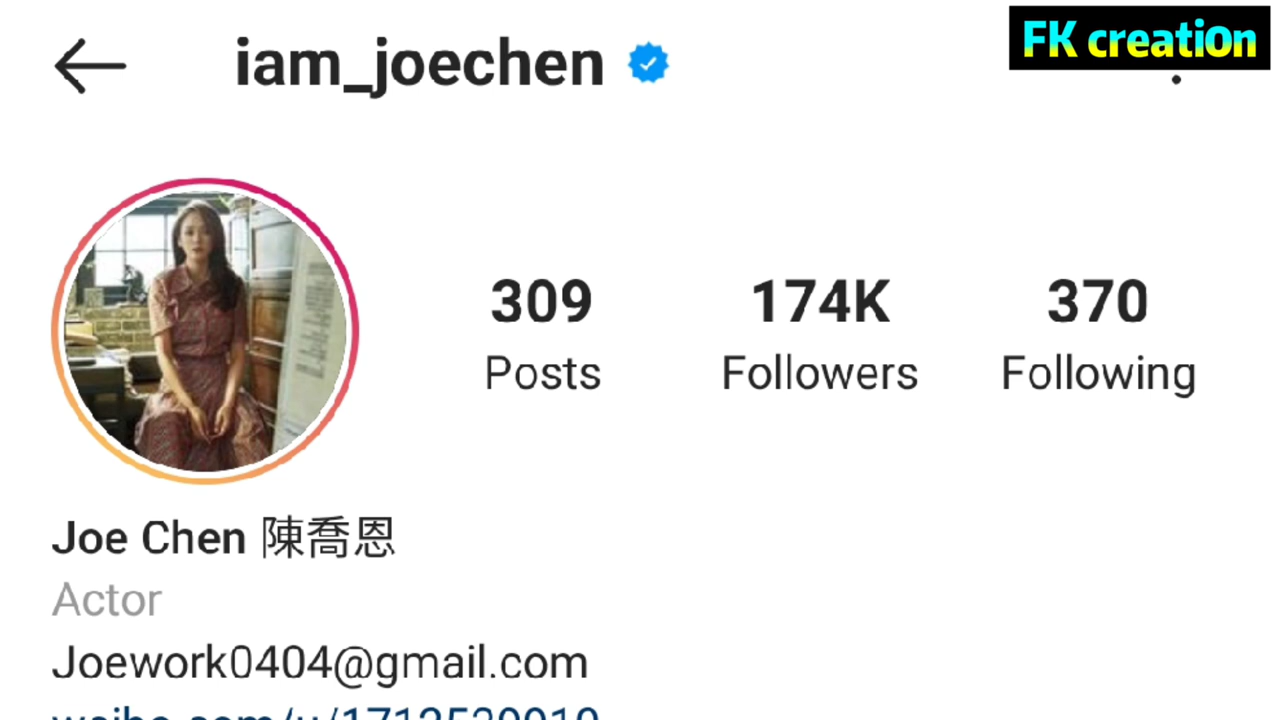 iam_joechen
FK creation
309
174K
370
Posts
Followers
Following
Joe Chen 陳喬恩
Actor
Joework0404@gmail.com